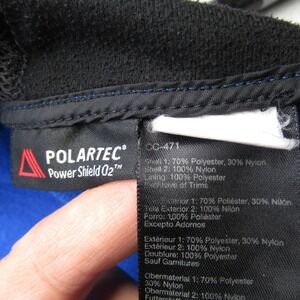 POLARTEC®
Power Shield O2™
CC-471
Shell 1: 70% Polyester, 30% Nylon
Shell 2: 100% Nylon
Lining: 100% Polyester
Exclusive of Trims
Exterior 1: 70% Poliéster, 30% Nilón
Tela Exterior 2: 100% Nilón
Forro: 100% Poliéster
Excepto Adornos
Extérieur 1: 70% Polyester, 30% Nylon
Extérieur 2: 100% Nylon
Doublure: 100% Polyester
Sauf Garnitures
Obermaterial 1: 70% Polyester, 30% Nylon
Obermaterial 2: 100% Nylon